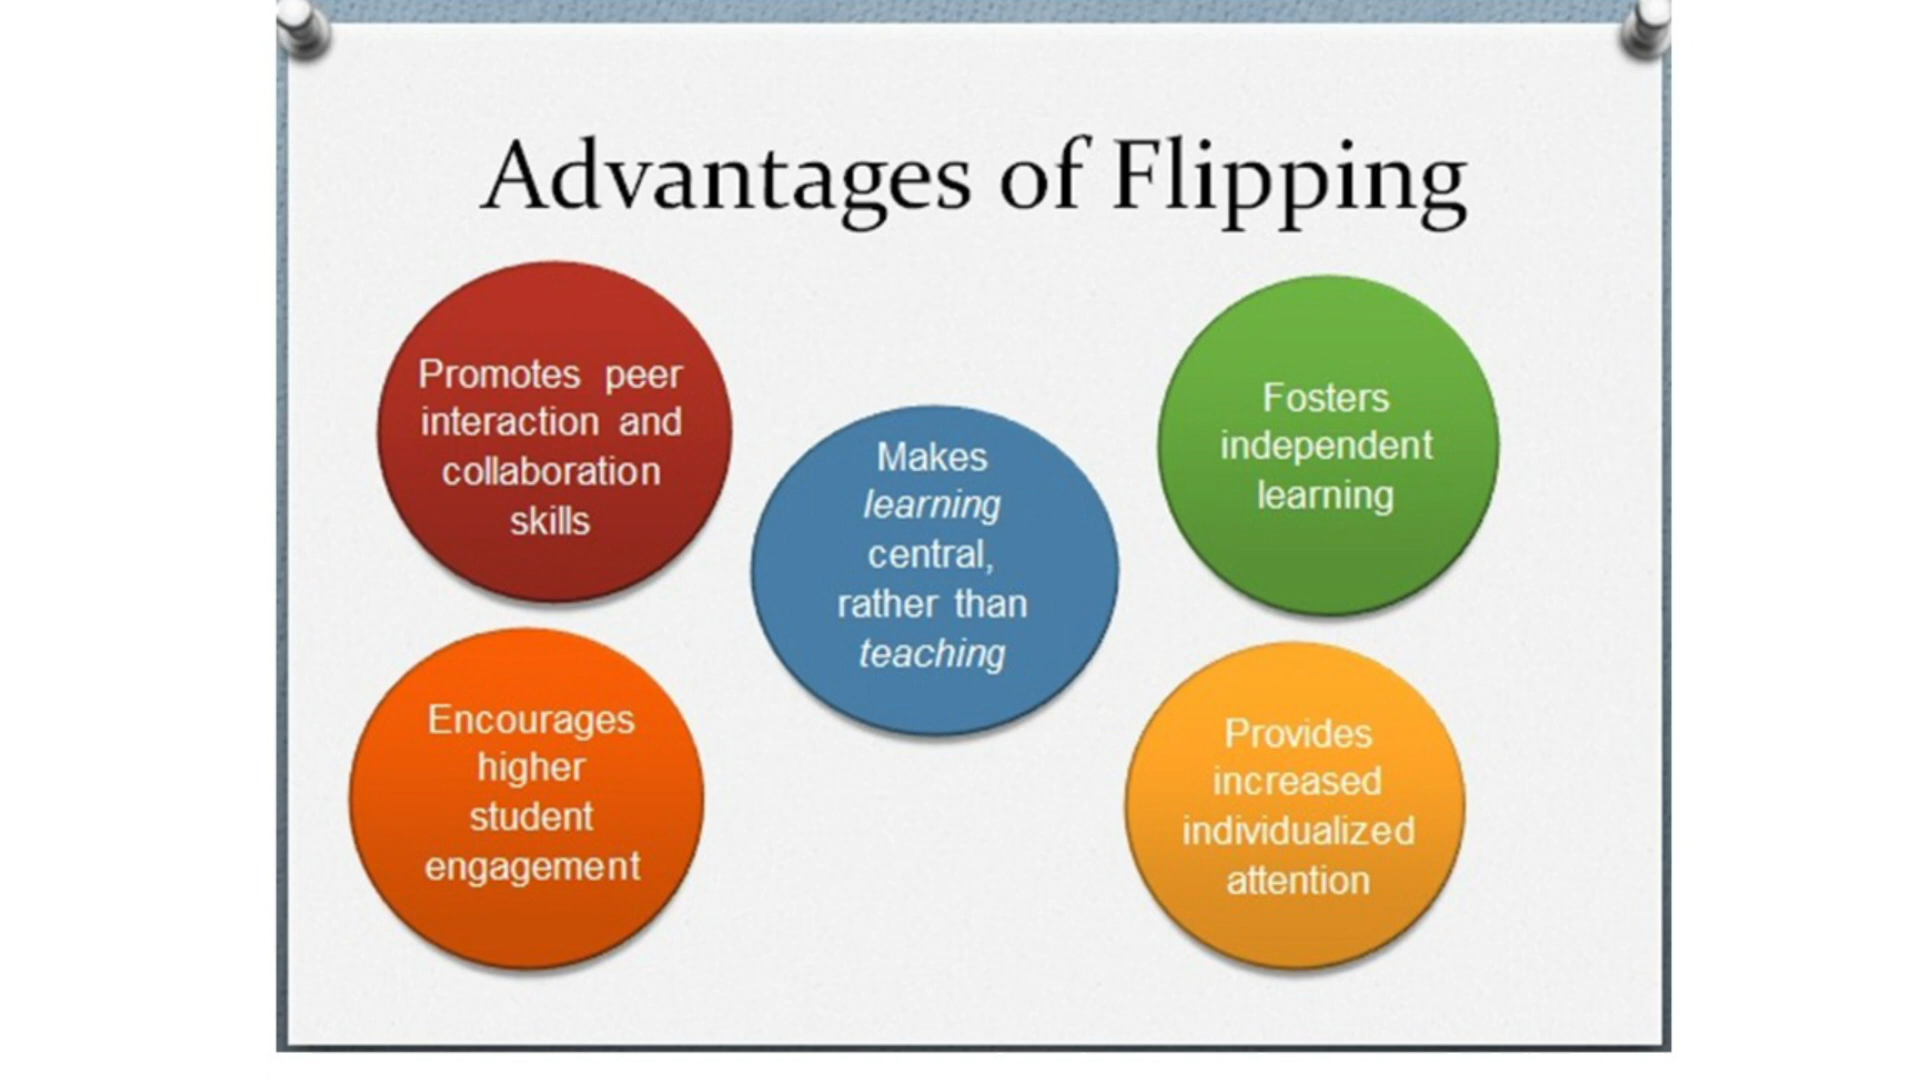 Advantages of Flipping
Promotes peer
interaction and
collaboration
skills
Makes
learning
central,
rather than
teaching
Fosters
independent
learning
Encourages
higher
student
engagement
Provides
increased
individualized
attention